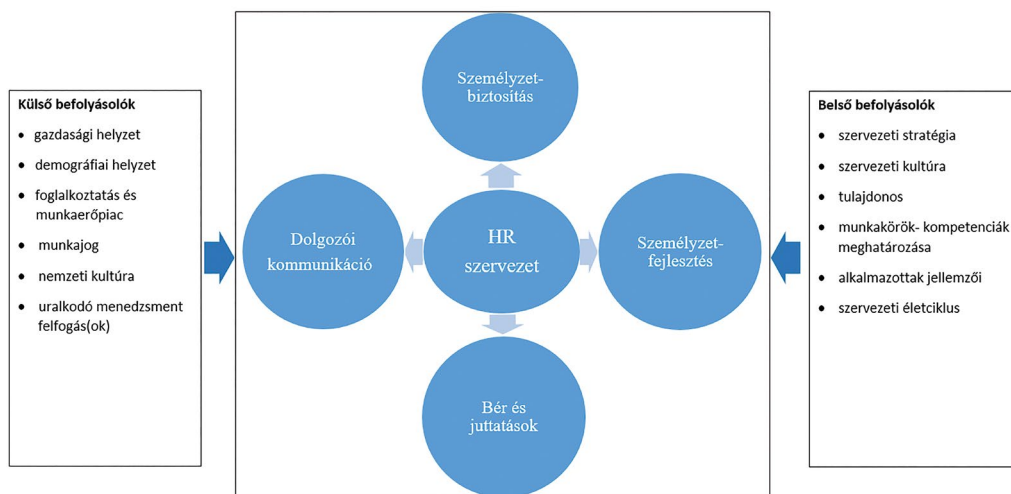 Külső befolyásolók
• gazdasági helyzet
• demográfiai helyzet
• foglalkoztatás és
munkaerőpiac
• munkajog
• nemzeti kultúra
• uralkodó menedzsment
felfogás(ok)
Személyzet-
biztosítás
Dolgozói
kommunikáció
HR
szervezet
Személyzet-
fejlesztés
Bér és
juttatások
Belső befolyásolók
• szervezeti stratégia
• szervezeti kultúra
• tulajdonos
• munkakörök- kompetenciák
meghatározása
• alkalmazottak jellemzői
• szervezeti életciklus